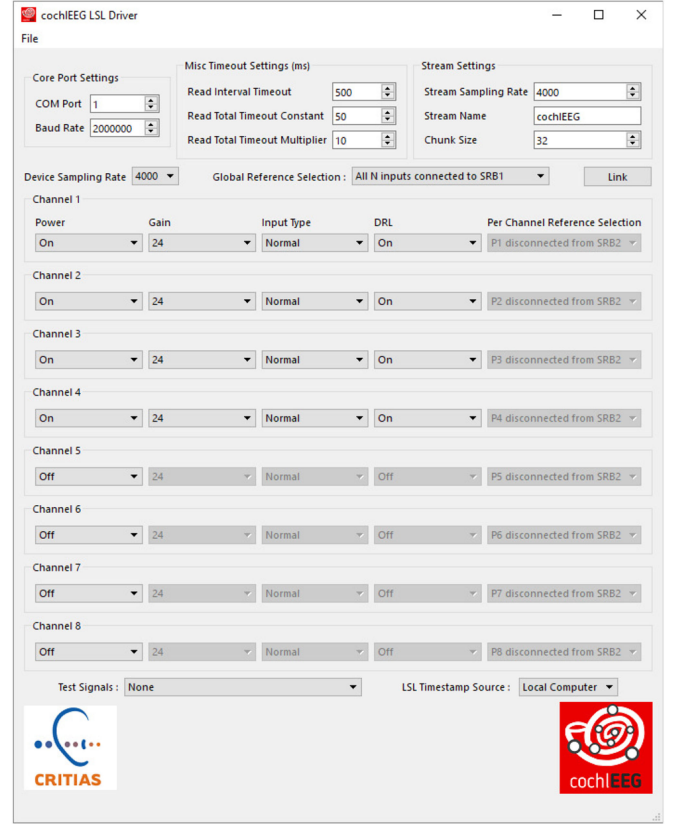 cochlEEG LSL Driver
File
Core Port Settings
COM Port 1
Baud Rate 2000000
Misc Timeout Settings (ms)
Read Interval Timeout 500
Read Total Timeout Constant 50
Read Total Timeout Multiplier 10
Stream Settings
Stream Sampling Rate 4000
Stream Name cochlEEG
Chunk Size 32
Device Sampling Rate 4000 Global Reference Selection : All N inputs connected to SRB1 Link
Channel 1
Power Gain Input Type DRL Per Channel Reference Selection
On 24 Normal On P1 disconnected from SRB2
Channel 2
On 24 Normal On P2 disconnected from SRB2
Channel 3
On 24 Normal On P3 disconnected from SRB2
Channel 4
On 24 Normal On P4 disconnected from SRB2
Channel 5
Off 24 Normal Off P5 disconnected from SRB2
Channel 6
Off 24 Normal Off P6 disconnected from SRB2
Channel 7
Off 24 Normal Off P7 disconnected from SRB2
Channel 8
Off 24 Normal Off P8 disconnected from SRB2
Test Signals : None LSL Timestamp Source : Local Computer
CRITIAS
cochlEEG